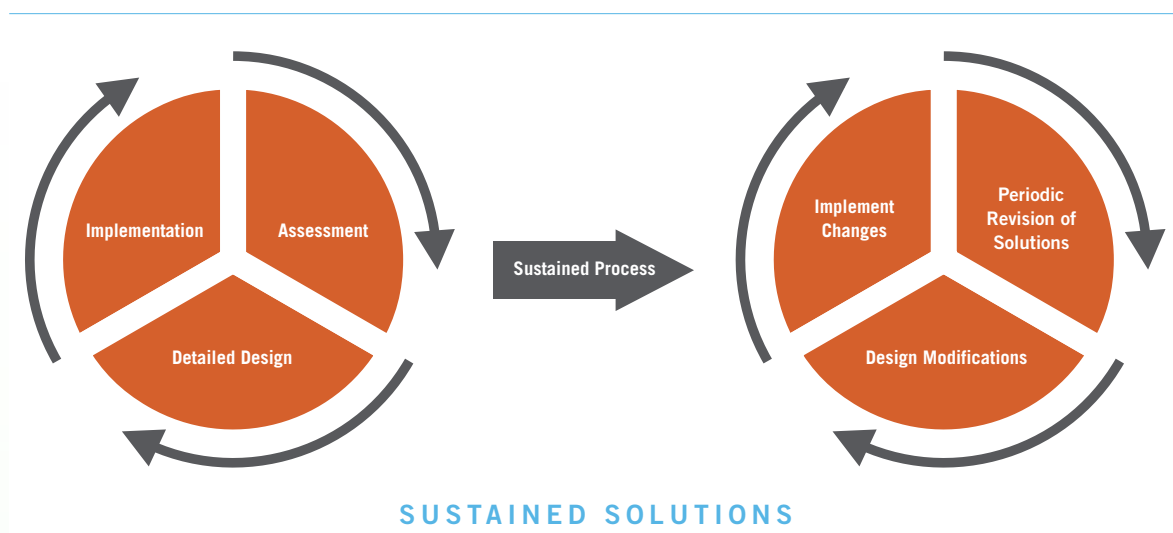 Implementation
Assessment
Detailed Design
Sustained Process
Implement
Changes
Periodic
Revision of
Solutions
Design Modifications
SUSTAINED SOLUTIONS